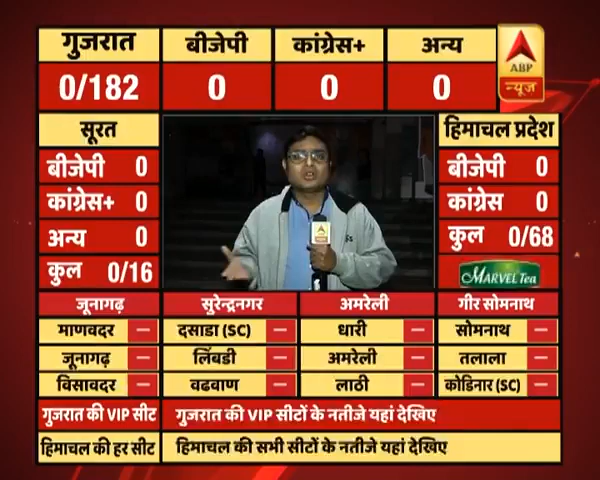 गुजरात बीजेपी कांग्रेस+ अन्य
0/182 0 0 0
ABP
न्यूज़
सूरत
बीजेपी 0
कांग्रेस+ 0
अन्य 0
कुल 0/16
हिमाचल प्रदेश
बीजेपी 0
कांग्रेस 0
कुल 0/68
MARVEL Tea
जूनागढ़ सुरेन्द्रनगर अमरेली गीर सोमनाथ
माणवदर – दसाडा (SC) – धारी – सोमनाथ –
जूनागढ़ – लिंबडी – अमरेली – तलाला –
विसावदर – वढवाण – लाठी – कोडिनार (SC) –
गुजरात की VIP सीट गुजरात की VIP सीटों के नतीजे यहां देखिए
हिमाचल की हर सीट हिमाचल की सभी सीटों के नतीजे यहां देखिए